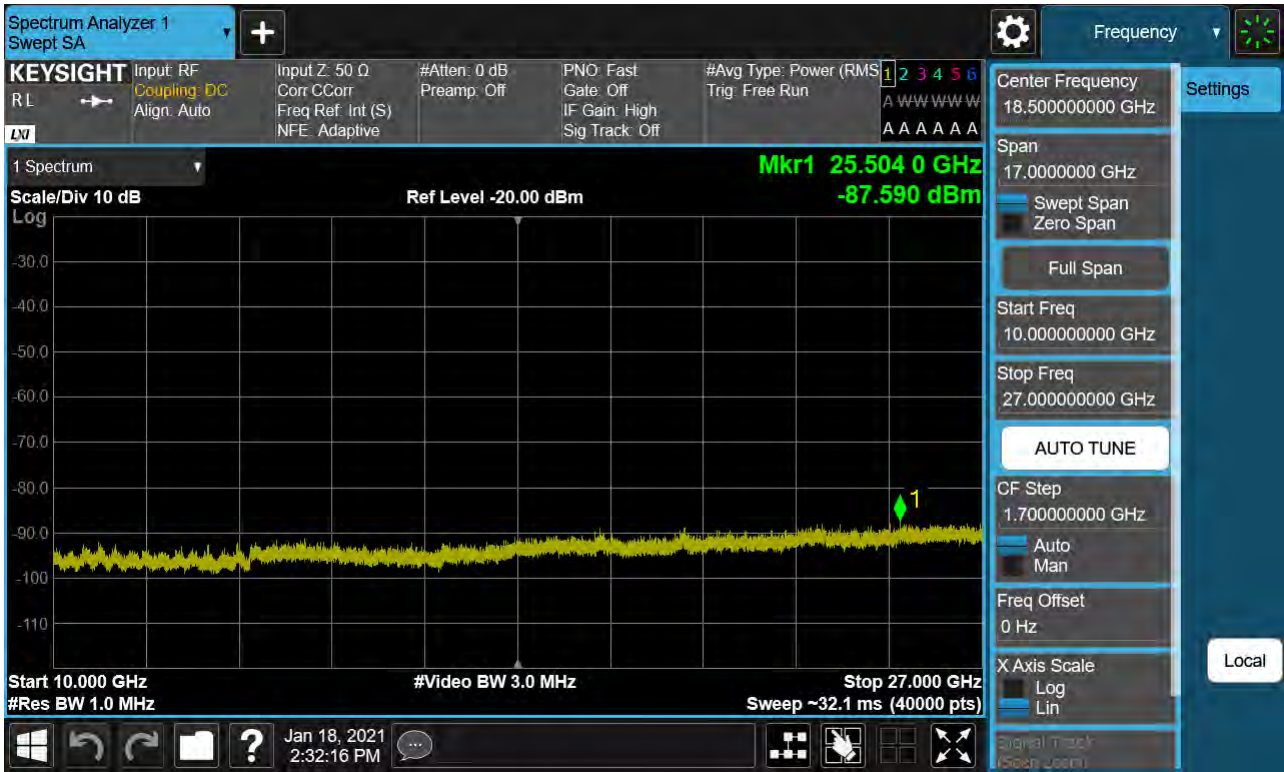 Spectrum Analyzer 1
Swept SA
+
Frequency
KEYSIGHT
RL
LXI
Input: RF
Coupling: DC
Align: Auto
Input Z: 50 Ω
Corr CCorr
Freq Ref: Int (S)
NFE: Adaptive
#Atten: 0 dB
Preamp: Off
PNO: Fast
Gate: Off
IF Gain: High
Sig Track: Off
#Avg Type: Power (RMS
Trig: Free Run
1 2 3 4 5 6
A W W W W W
A A A A A A
1 Spectrum
Mkr1 25.504 0 GHz
Scale/Div 10 dB
Ref Level -20.00 dBm
-87.590 dBm
Log
-30.0
-40.0
-50.0
-60.0
-70.0
-80.0
-90.0
-100
-110
1
Start 10.000 GHz
#Video BW 3.0 MHz
Stop 27.000 GHz
#Res BW 1.0 MHz
Sweep ~32.1 ms (40000 pts)
Center Frequency
18.500000000 GHz
Settings
Span
17.0000000 GHz
Swept Span
Zero Span
Full Span
Start Freq
10.000000000 GHz
Stop Freq
27.000000000 GHz
AUTO TUNE
CF Step
1.700000000 GHz
Auto
Man
Freq Offset
0 Hz
X Axis Scale
Log
Lin
Local
Signal Track
(Span Zoom)
?
Jan 18, 2021
2:32:16 PM